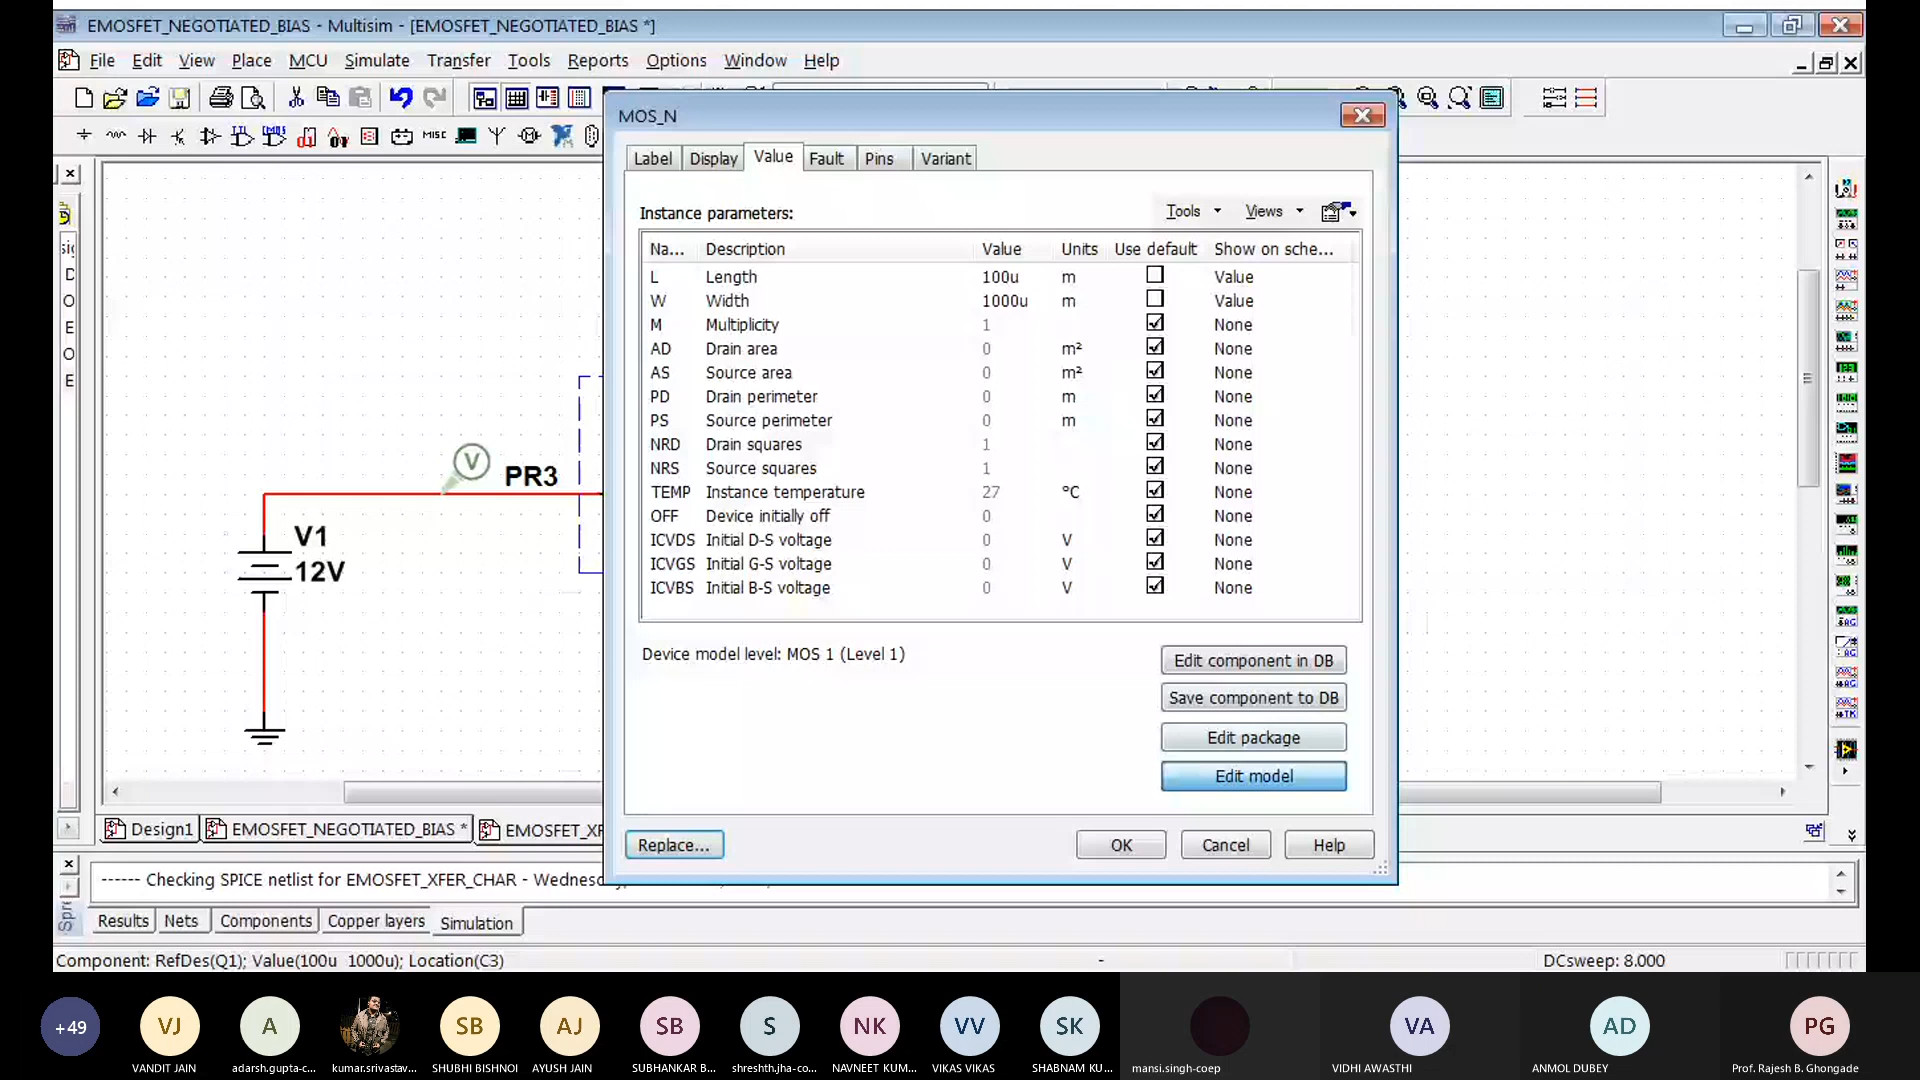 EMOSFET_NEGOTIATED_BIAS - Multisim - [EMOSFET_NEGOTIATED_BIAS *]
File Edit View Place MCU Simulate Transfer Tools Reports Options Window Help
MISC
MOS_N
Label Display Value Fault Pins Variant
Instance parameters: Tools Views
Na... Description Value Units Use default Show on sche...
L Length 100u m Value
W Width 1000u m Value
M Multiplicity 1 None
AD Drain area 0 m² None
AS Source area 0 m² None
PD Drain perimeter 0 m None
PS Source perimeter 0 m None
NRD Drain squares 1 None
NRS Source squares 1 None
TEMP Instance temperature 27 °C None
OFF Device initially off 0 None
ICVDS Initial D-S voltage 0 V None
ICVGS Initial G-S voltage 0 V None
ICVBS Initial B-S voltage 0 V None
Device model level: MOS 1 (Level 1)
Edit component in DB
Save component to DB
Edit package
Edit model
Replace... OK Cancel Help
V PR3
V1
12V
Design1 EMOSFET_NEGOTIATED_BIAS * EMOSFET_XF
------ Checking SPICE netlist for EMOSFET_XFER_CHAR - Wednesd
Results Nets Components Copper layers Simulation
Component: RefDes(Q1); Value(100u 1000u); Location(C3) - DCsweep: 8.000
+49 VJ A SB AJ SB S NK VV SK VA AD PG
VANDIT JAIN adarsh.gupta-c... kumar.srivastav... SHUBHI BISHNOI AYUSH JAIN SUBHANKAR B... shreshth.jha-co... NAVNEET KUM... VIKAS VIKAS SHABNAM KU... mansi.singh-coep VIDHI AWASTHI ANMOL DUBEY Prof. Rajesh B. Ghongade